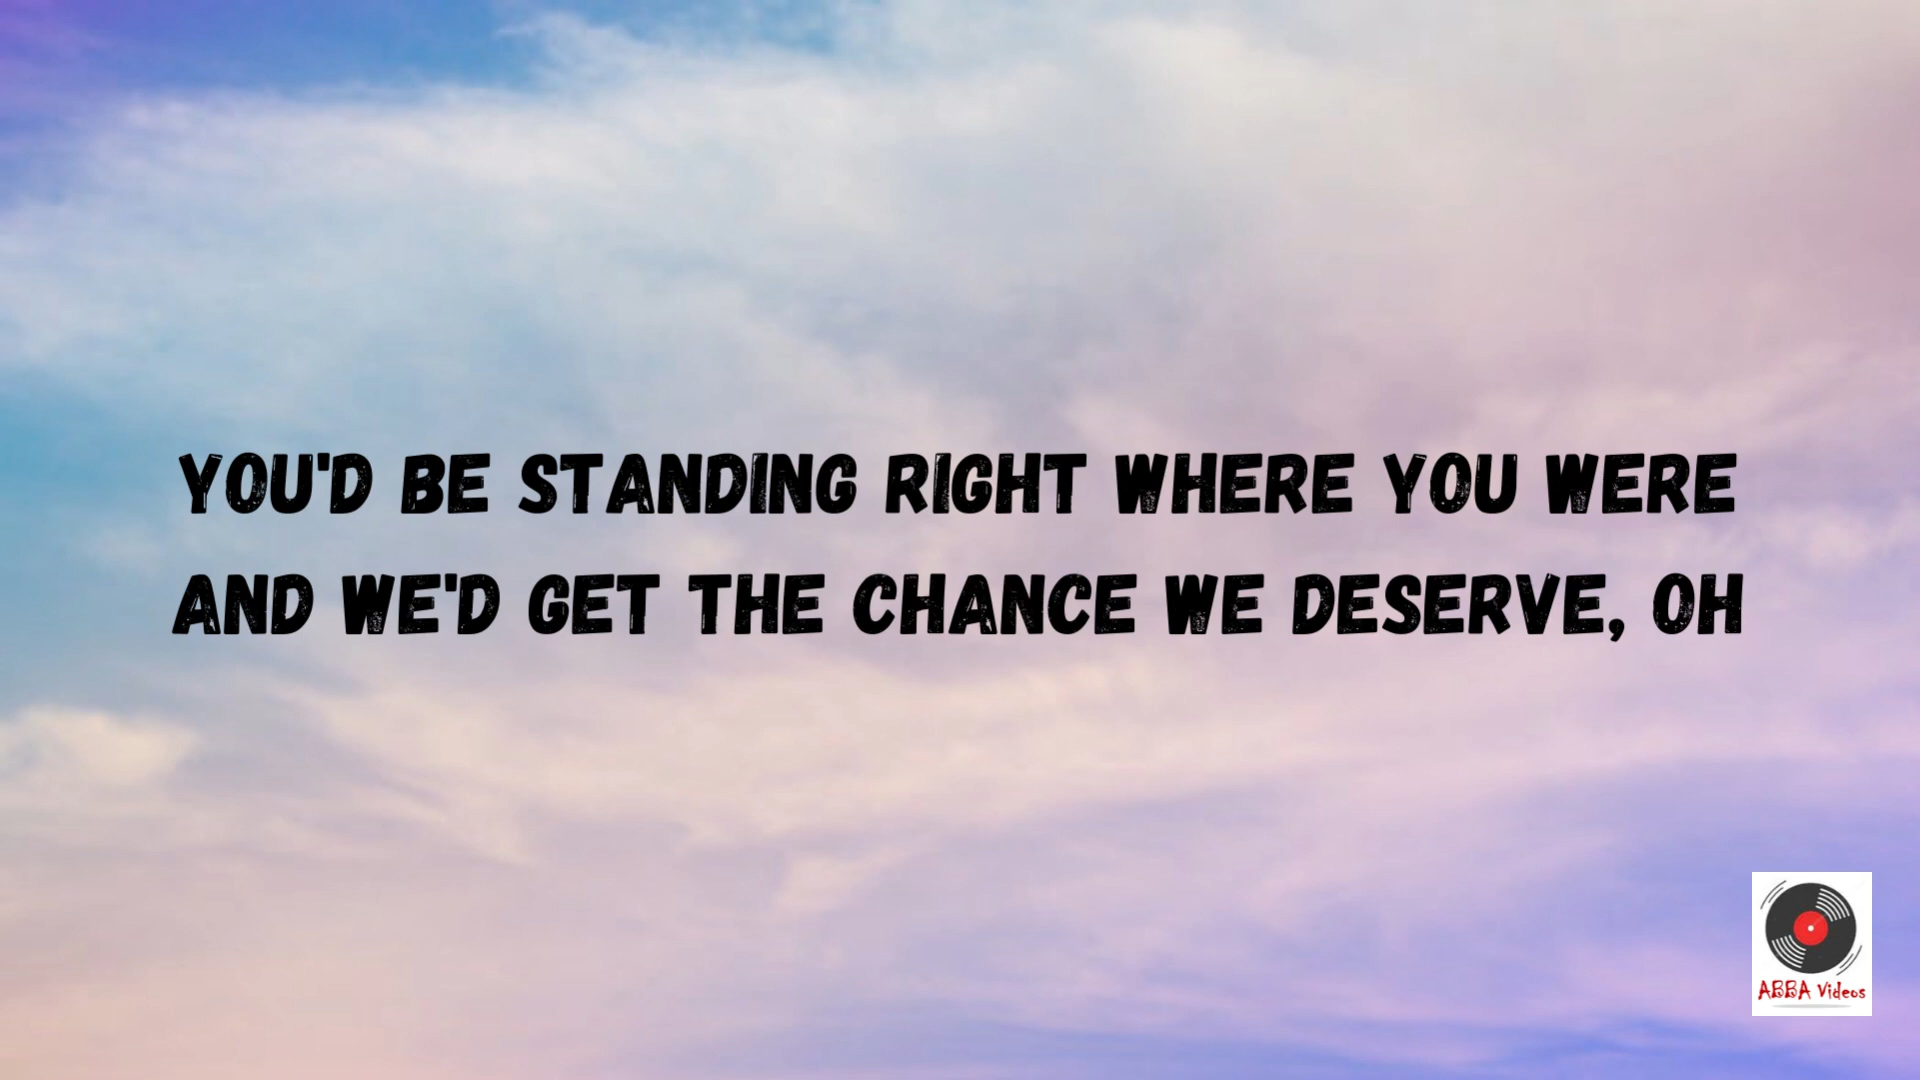 YOU'D BE STANDING RIGHT WHERE YOU WERE
AND WE'D GET THE CHANCE WE DESERVE, OH
ABBA Videos